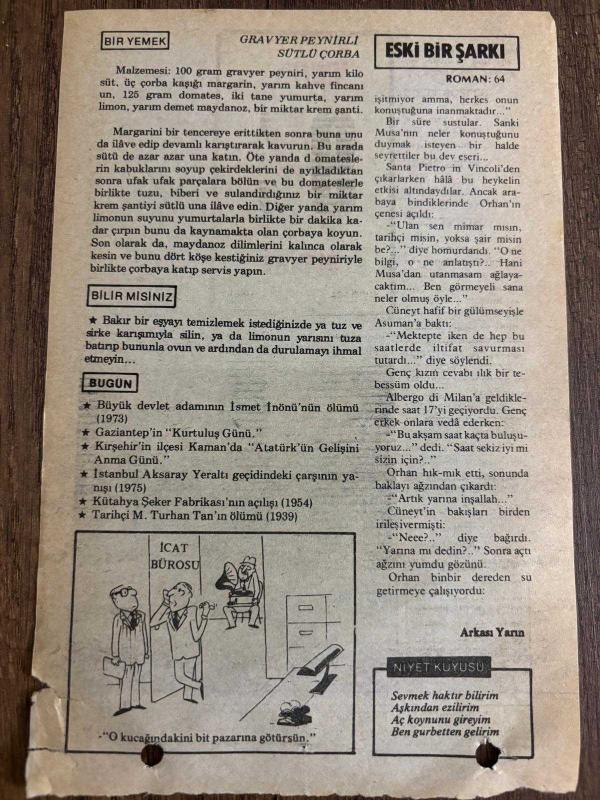 BİR YEMEK
GRAVYER PEYNİRLİ
SÜTLÜ ÇORBA
Malzemesi: 100 gram gravyer peyniri, yarım kilo
süt, üç çorba kaşığı margarin, yarım kahve fincanı
un, 125 gram domates, iki tane yumurta, yarım
limon, yarım demet maydanoz, bir miktar krem şanti.
Margarini bir tencereye erittikten sonra buna unu
da ilâve edip devamlı karıştırarak kavurun. Bu arada
sütü de azar azar una katın. Öte yanda d omatesle-
rin kabuklarını soyup çekirdeklerini de ayıkladıktan
sonra ufak ufak parçalara bölün ve bu domateslerle
birlikte tuzu, biberi ve sulandırdığınız bir miktar
krem şantiyi sütlü una ilâve edin. Diğer yanda yarım
limonun suyunu yumurtalarla birlikte bir dakika ka-
dar çırpın bunu da kaynamakta olan çorbaya koyun.
Son olarak da, maydanoz dilimlerini kalınca olarak
kesin ve bunu dört köşe kestiğiniz gravyer peyniriyle
birlikte çorbaya katıp servis yapın.
BİLİR MİSİNİZ
★ Bakır bir eşyayı temizlemek istediğinizde ya tuz ve
sirke karışımıyla silin, ya da limonun yarısını tuza
batırıp bununla ovun ve ardından da durulamayı ihmal
etmeyin...
BUGÜN
★ Büyük devlet adamının İsmet İnönü'nün ölümü
(1973)
★ Gaziantep'in "Kurtuluş Günü."
★ Kırşehir'in ilçesi Kaman'da "Atatürk'ün Gelişini
Anma Günü."
★ İstanbul Aksaray Yeraltı geçidindeki çarşının ya-
nışı (1975)
★ Kütahya Şeker Fabrikası'nın açılışı (1954)
★ Tarihçi M. Turhan Tan'ın ölümü (1939)
İCAT
BÜROSU
-"O kucağındakini bit pazarına götürsün."
ESKİ BİR ŞARKI
ROMAN: 64
işitmiyor amma, herkes onun
konuştuğuna inanmaktadır..."
Bir süre sustular. Sanki
Musa'nın neler konuştuğunu
duymak isteyen bir halde
seyrettiler bu dev eseri...
Santa Pietro in Vincoli'den
çıkarlarken hâlâ bu heykelin
etkisi altındaydılar. Ancak ara-
baya bindiklerinde Orhan'ın
çenesi açıldı:
-"Ulan sen mimar mısın,
tarihçi misin, yoksa şair misin
be?..." diye homurdandı. "O ne
bilgi, o ne anlatıştı?.. Hani
Musa'dan utanmasam ağlaya-
caktım... Ben görmeyeli sana
neler olmuş öyle..."
Cüneyt hafif bir gülümseyişle
Asuman'a baktı:
-"Mektepte iken de hep bu
saatlerde iltifat savurması
tutardı..." diye söylendi.
Genç kızın cevabı ılık bir te-
bessüm oldu...
Albergo di Milan'a geldikle-
rinde saat 17'yi geçiyordu. Genç
erkek onlara vedâ ederken:
-"Bu akşam saat kaçta buluşu-
yoruz..." dedi. "Saat sekiz iyi mi
sizin için?.."
Orhan hık-mık etti, sonunda
baklayı ağzından çıkardı:
-"Artık yarına inşallah..."
Cüneyt'in bakışları birden
irileşivermişti:
-"Neee?.." diye bağırdı.
"Yarına mı dedin?.." Sonra açtı
ağzını yumdu gözünü.
Orhan binbir dereden su
getirmeye çalışıyordu:
Arkası Yarın
NİYET KUYUSU
Sevmek haktır bilirim
Aşkından ezilirim
Aç koynunu gireyim
Ben gurbetten gelirim